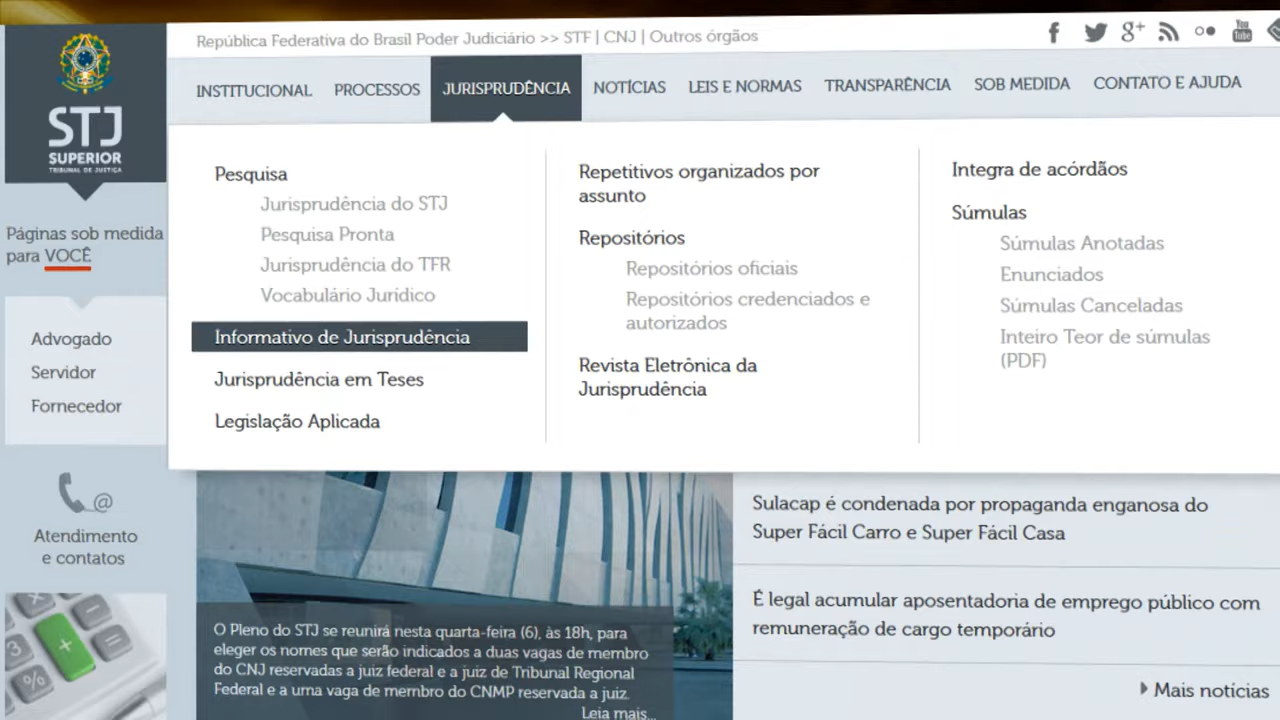 República Federativa do Brasil Poder Judiciário >> STF | CNJ | Outros órgãos
g+
You
Tube
STJ
SUPERIOR
TRIBUNAL DE JUSTIÇA
INSTITUCIONAL
PROCESSOS
JURISPRUDÊNCIA
NOTÍCIAS
LEIS E NORMAS
TRANSPARÊNCIA
SOB MEDIDA
CONTATO E AJUDA
Páginas sob medida
para VOCÊ
Advogado
Servidor
Fornecedor
@
Atendimento
e contatos
3
%
+
Pesquisa
Jurisprudência do STJ
Pesquisa Pronta
Jurisprudência do TFR
Vocabulário Jurídico
Informativo de Jurisprudência
Jurisprudência em Teses
Legislação Aplicada
Repetitivos organizados por
assunto
Repositórios
Repositórios oficiais
Repositórios credenciados e
autorizados
Revista Eletrônica da
Jurisprudência
Integra de acórdãos
Súmulas
Súmulas Anotadas
Enunciados
Súmulas Canceladas
Inteiro Teor de súmulas
(PDF)
O Pleno do STJ se reunirá nesta quarta-feira (6), às 18h, para
eleger os nomes que serão indicados a duas vagas de membro
do CNJ reservadas a juiz federal e a juiz de Tribunal Regional
Federal e a uma vaga de membro do CNMP reservada a juiz.
Leia mais...
Sulacap é condenada por propaganda enganosa do
Super Fácil Carro e Super Fácil Casa
É legal acumular aposentadoria de emprego público com
remuneração de cargo temporário
Mais notícias